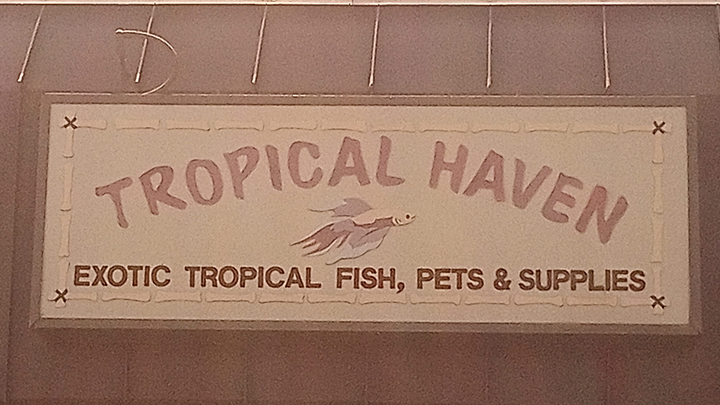 TROPICAL HAVEN
EXOTIC TROPICAL FISH, PETS & SUPPLIES